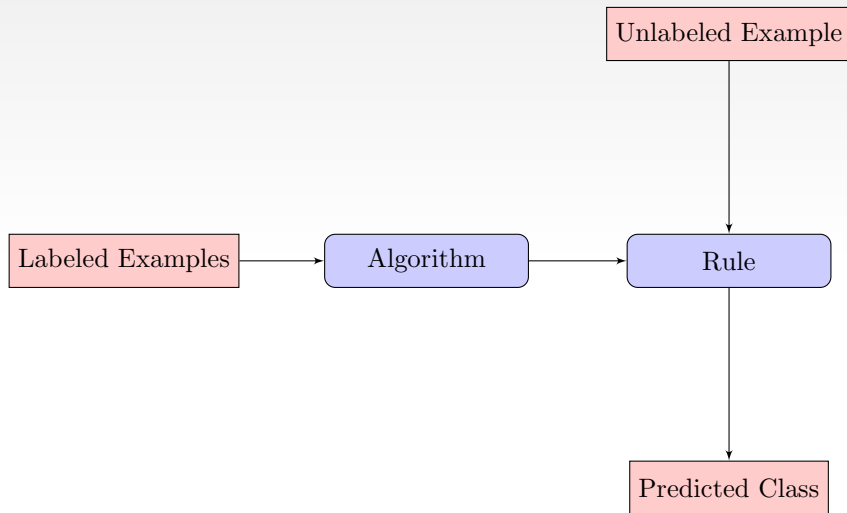 Unlabeled Example
Labeled Examples
Algorithm
Rule
Predicted Class